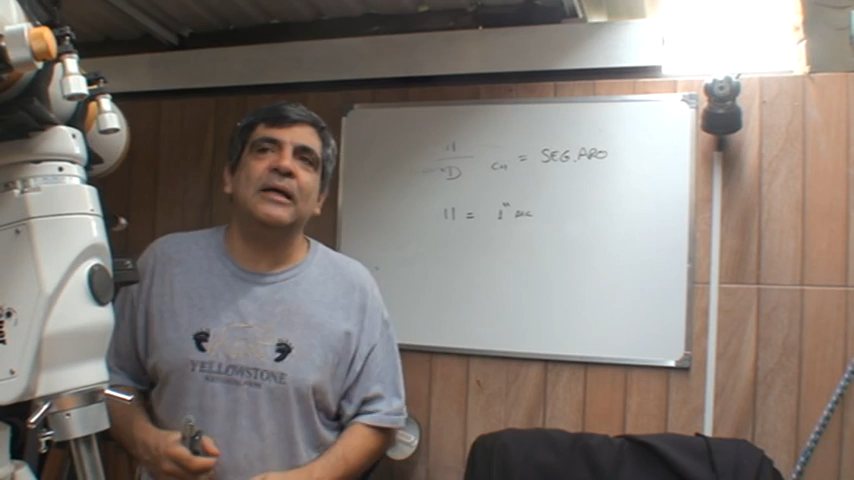 11
D cm = SEG. ARO
11 = 1" ARC
YELLOWSTONE